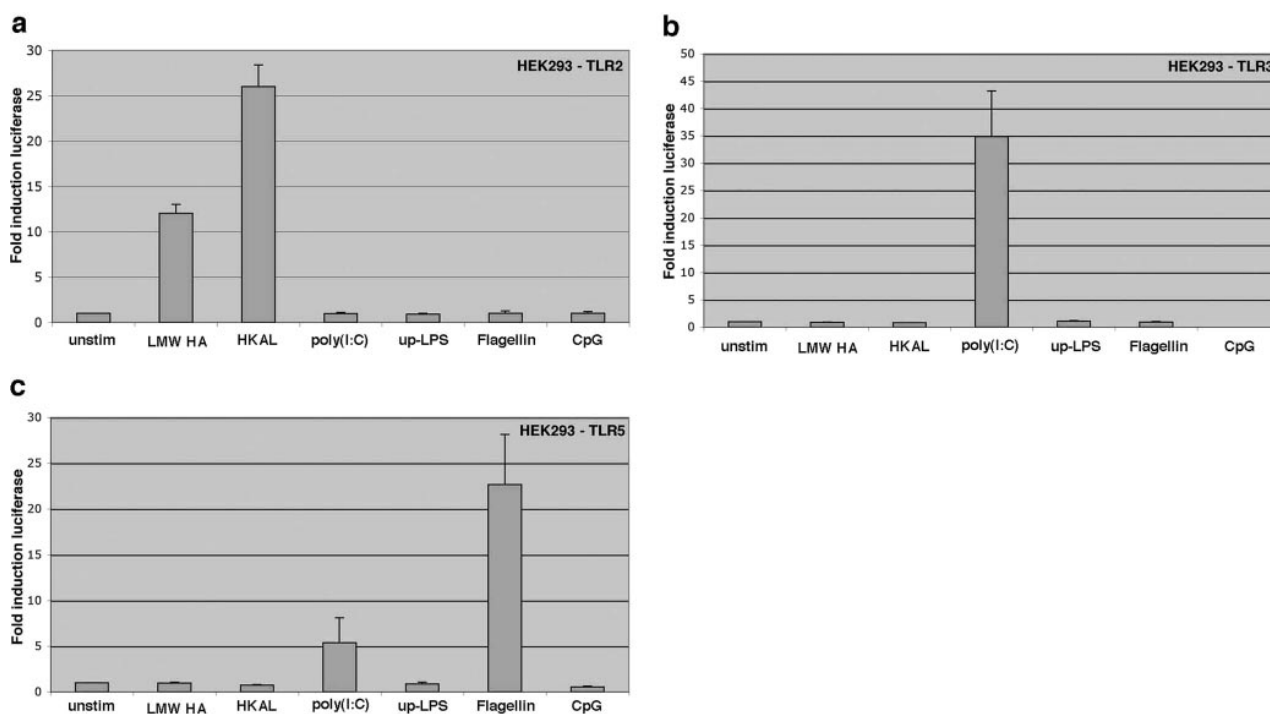 a
HEK293 - TLR2
Fold induction luciferase
30
25
20
15
10
5
0
unstim LMW HA HKAL poly(I:C) up-LPS Flagellin CpG
b
HEK293 - TLR3
Fold induction luciferase
50
45
40
35
30
25
20
15
10
5
0
unstim LMW HA HKAL poly(I:C) up-LPS Flagellin CpG
c
HEK293 - TLR5
Fold induction luciferase
30
25
20
15
10
5
0
unstim LMW HA HKAL poly(I:C) up-LPS Flagellin CpG